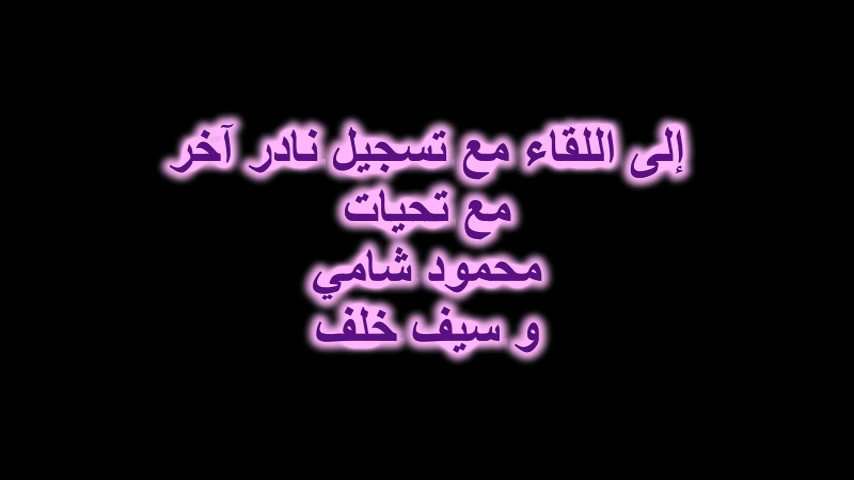 إلى اللقاء مع تسجيل نادر آخر
مع تحيات
محمود شامي
و سيف خلف